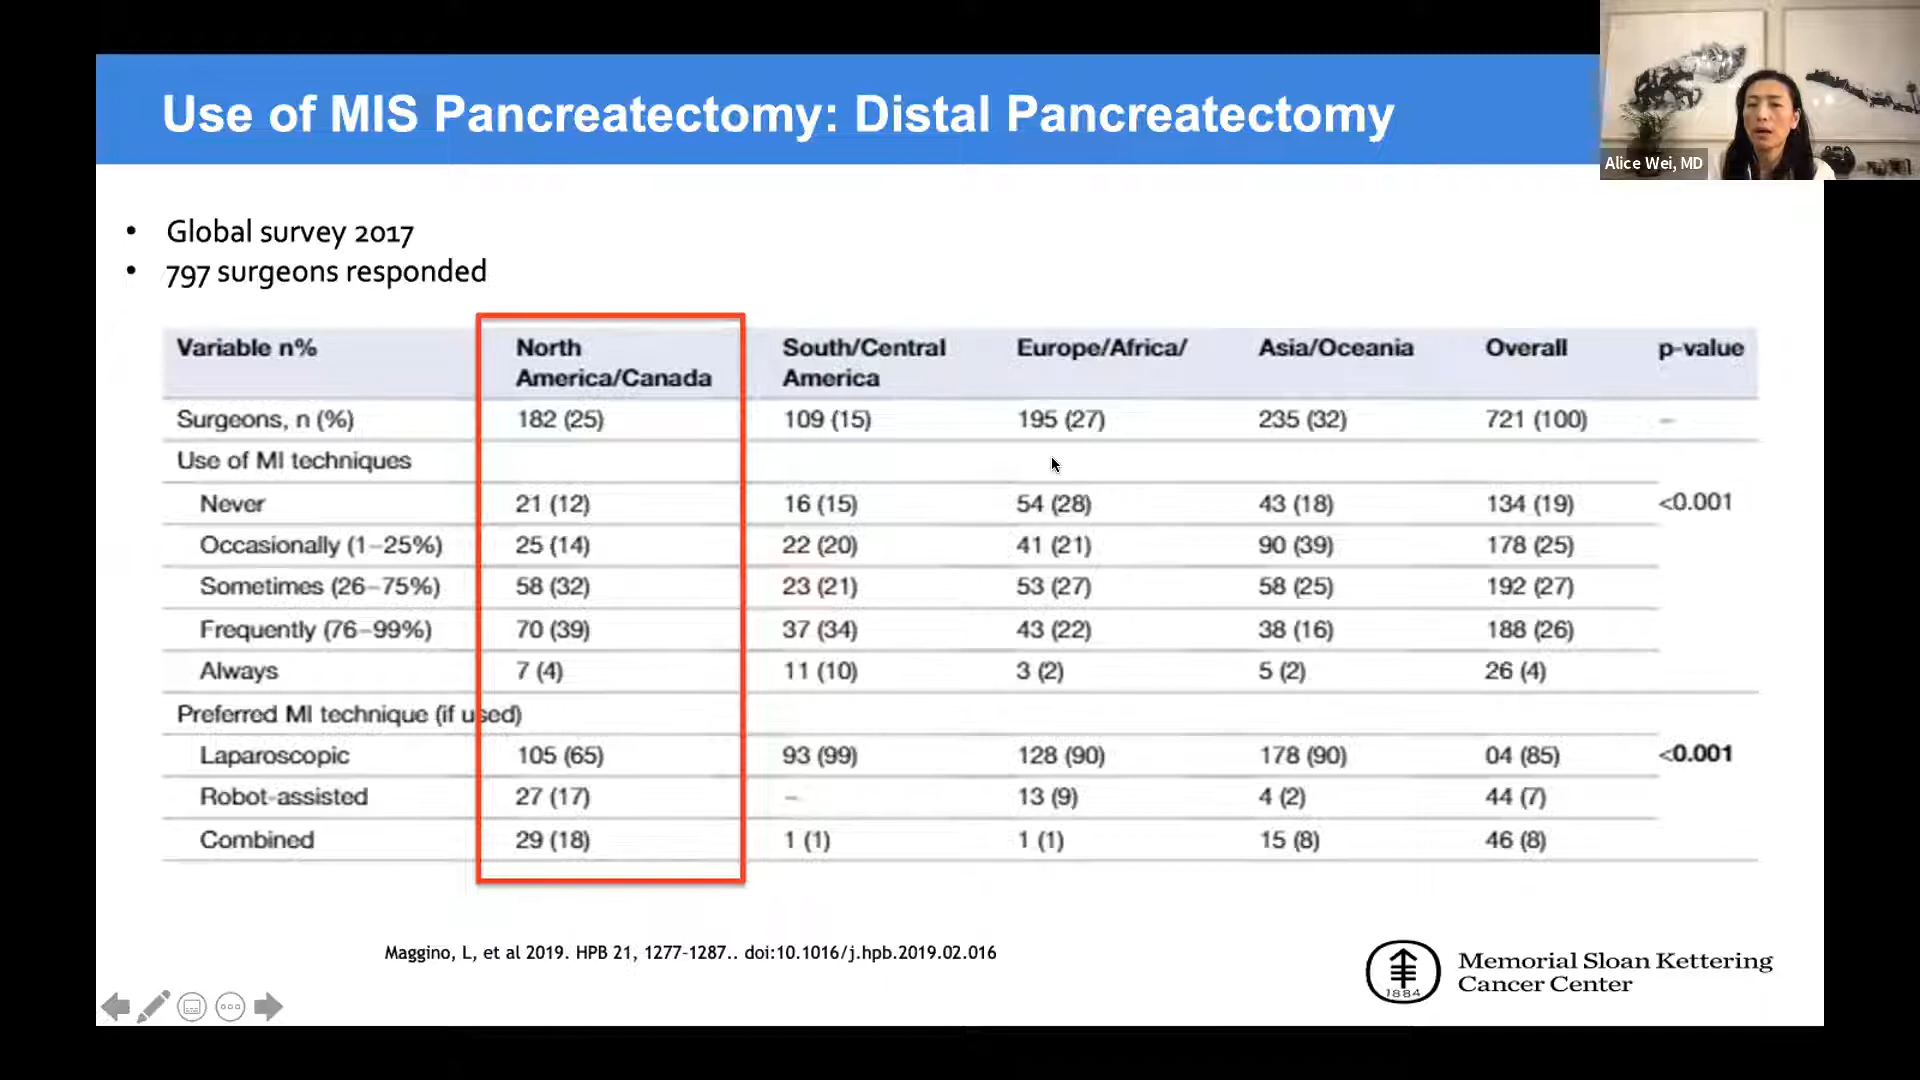 Use of MIS Pancreatectomy: Distal Pancreatectomy
Alice Wei, MD
• Global survey 2017
• 797 surgeons responded
Variable n% North America/Canada South/Central America Europe/Africa/ Asia/Oceania Overall p-value
Surgeons, n (%) 182 (25) 109 (15) 195 (27) 235 (32) 721 (100) –
Use of MI techniques
Never 21 (12) 16 (15) 54 (28) 43 (18) 134 (19) <0.001
Occasionally (1–25%) 25 (14) 22 (20) 41 (21) 90 (39) 178 (25)
Sometimes (26–75%) 58 (32) 23 (21) 53 (27) 58 (25) 192 (27)
Frequently (76–99%) 70 (39) 37 (34) 43 (22) 38 (16) 188 (26)
Always 7 (4) 11 (10) 3 (2) 5 (2) 26 (4)
Preferred MI technique (if used)
Laparoscopic 105 (65) 93 (99) 128 (90) 178 (90) 04 (85) <0.001
Robot-assisted 27 (17) – 13 (9) 4 (2) 44 (7)
Combined 29 (18) 1 (1) 1 (1) 15 (8) 46 (8)
Maggino, L, et al 2019. HPB 21, 1277-1287.. doi:10.1016/j.hpb.2019.02.016
1884
Memorial Sloan Kettering
Cancer Center